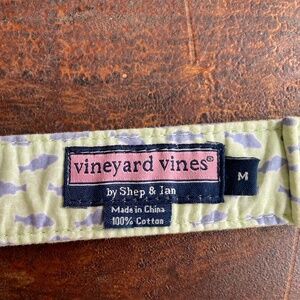 vineyard vines®
M
by Shep & Ian
Made in China
100% Cotton